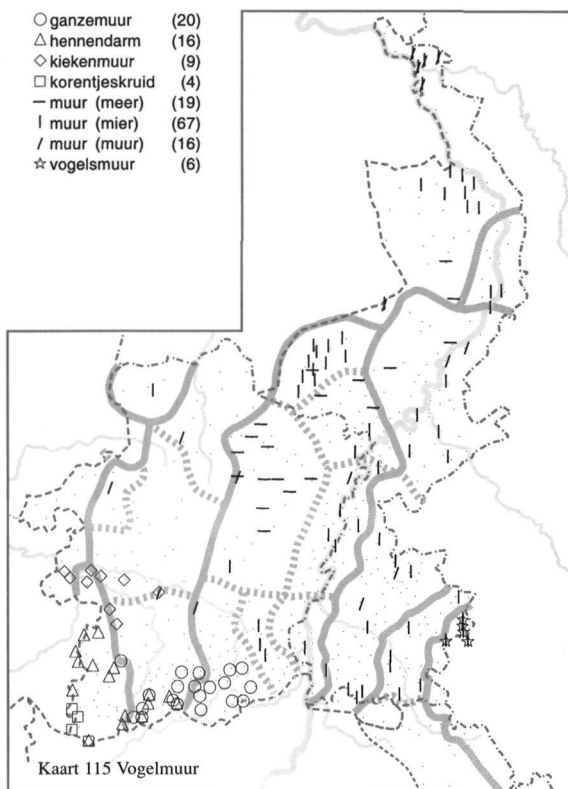 ganzemuur (20)
hennendarm (16)
kiekenmuur (9)
korentjeskruid (4)
muur (meer) (19)
muur (mier) (67)
muur (muur) (16)
vogelsmuur (6)
Kaart 115 Vogelmuur